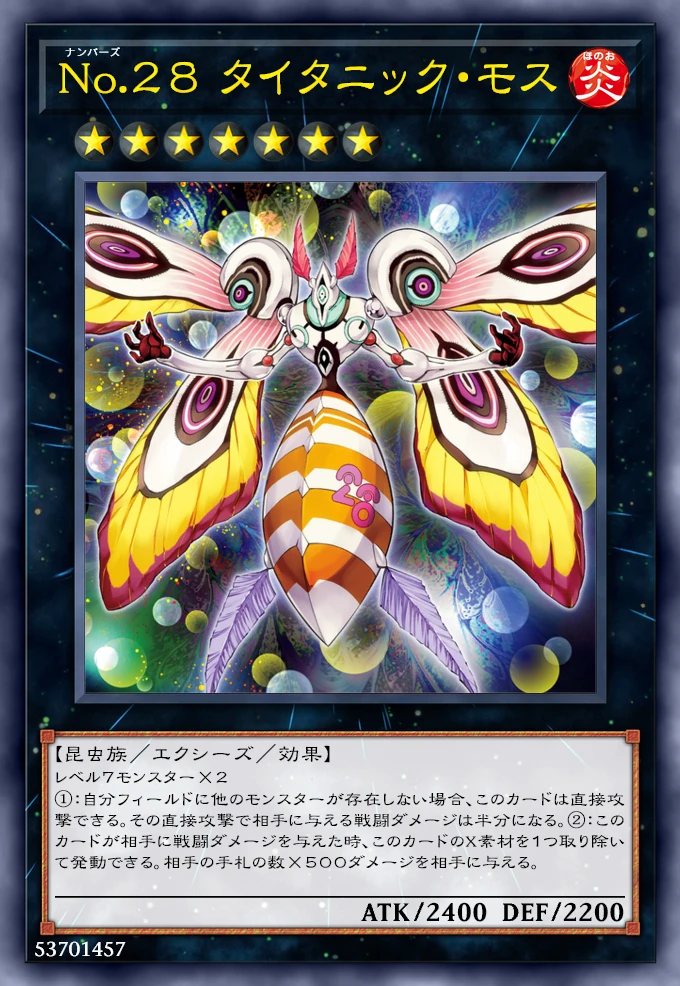 ナンバーズ
No.28 タイタニック・モス
ほのお
炎
28
【昆虫族／エクシーズ／効果】
レベル7モンスター×2
①：自分フィールドに他のモンスターが存在しない場合、このカードは直接攻
撃できる。その直接攻撃で相手に与える戦闘ダメージは半分になる。②：この
カードが相手に戦闘ダメージを与えた時、このカードのX素材を1つ取り除い
て発動できる。相手の手札の数×500ダメージを相手に与える。
ATK/2400 DEF/2200
53701457